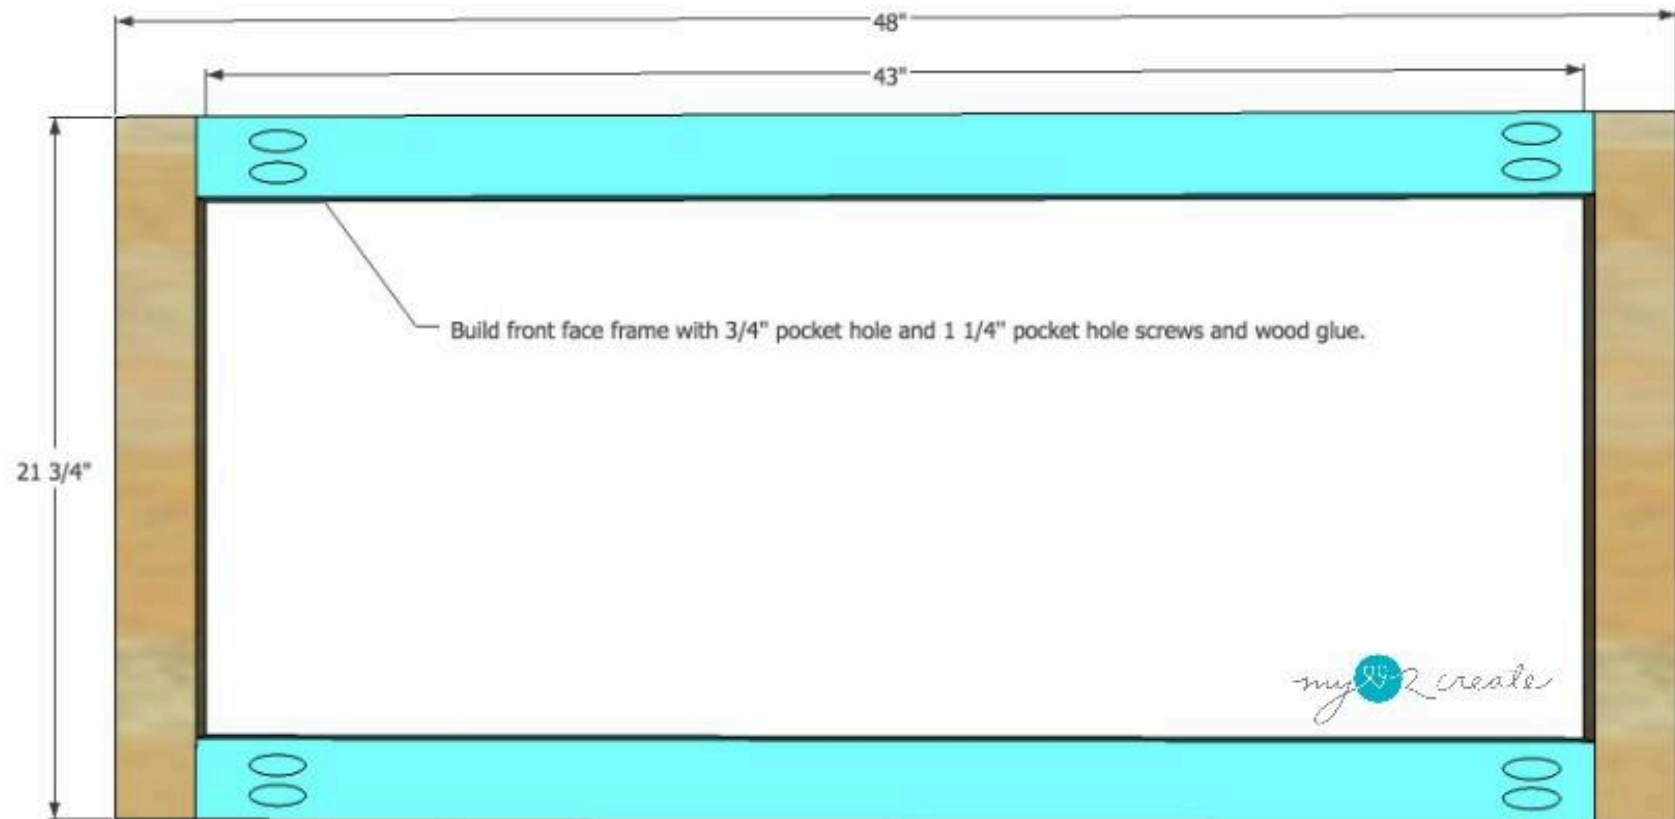 48"
43"
Build front face frame with 3/4" pocket hole and 1 1/4" pocket hole screws and wood glue.
21 3/4"
my 2 create